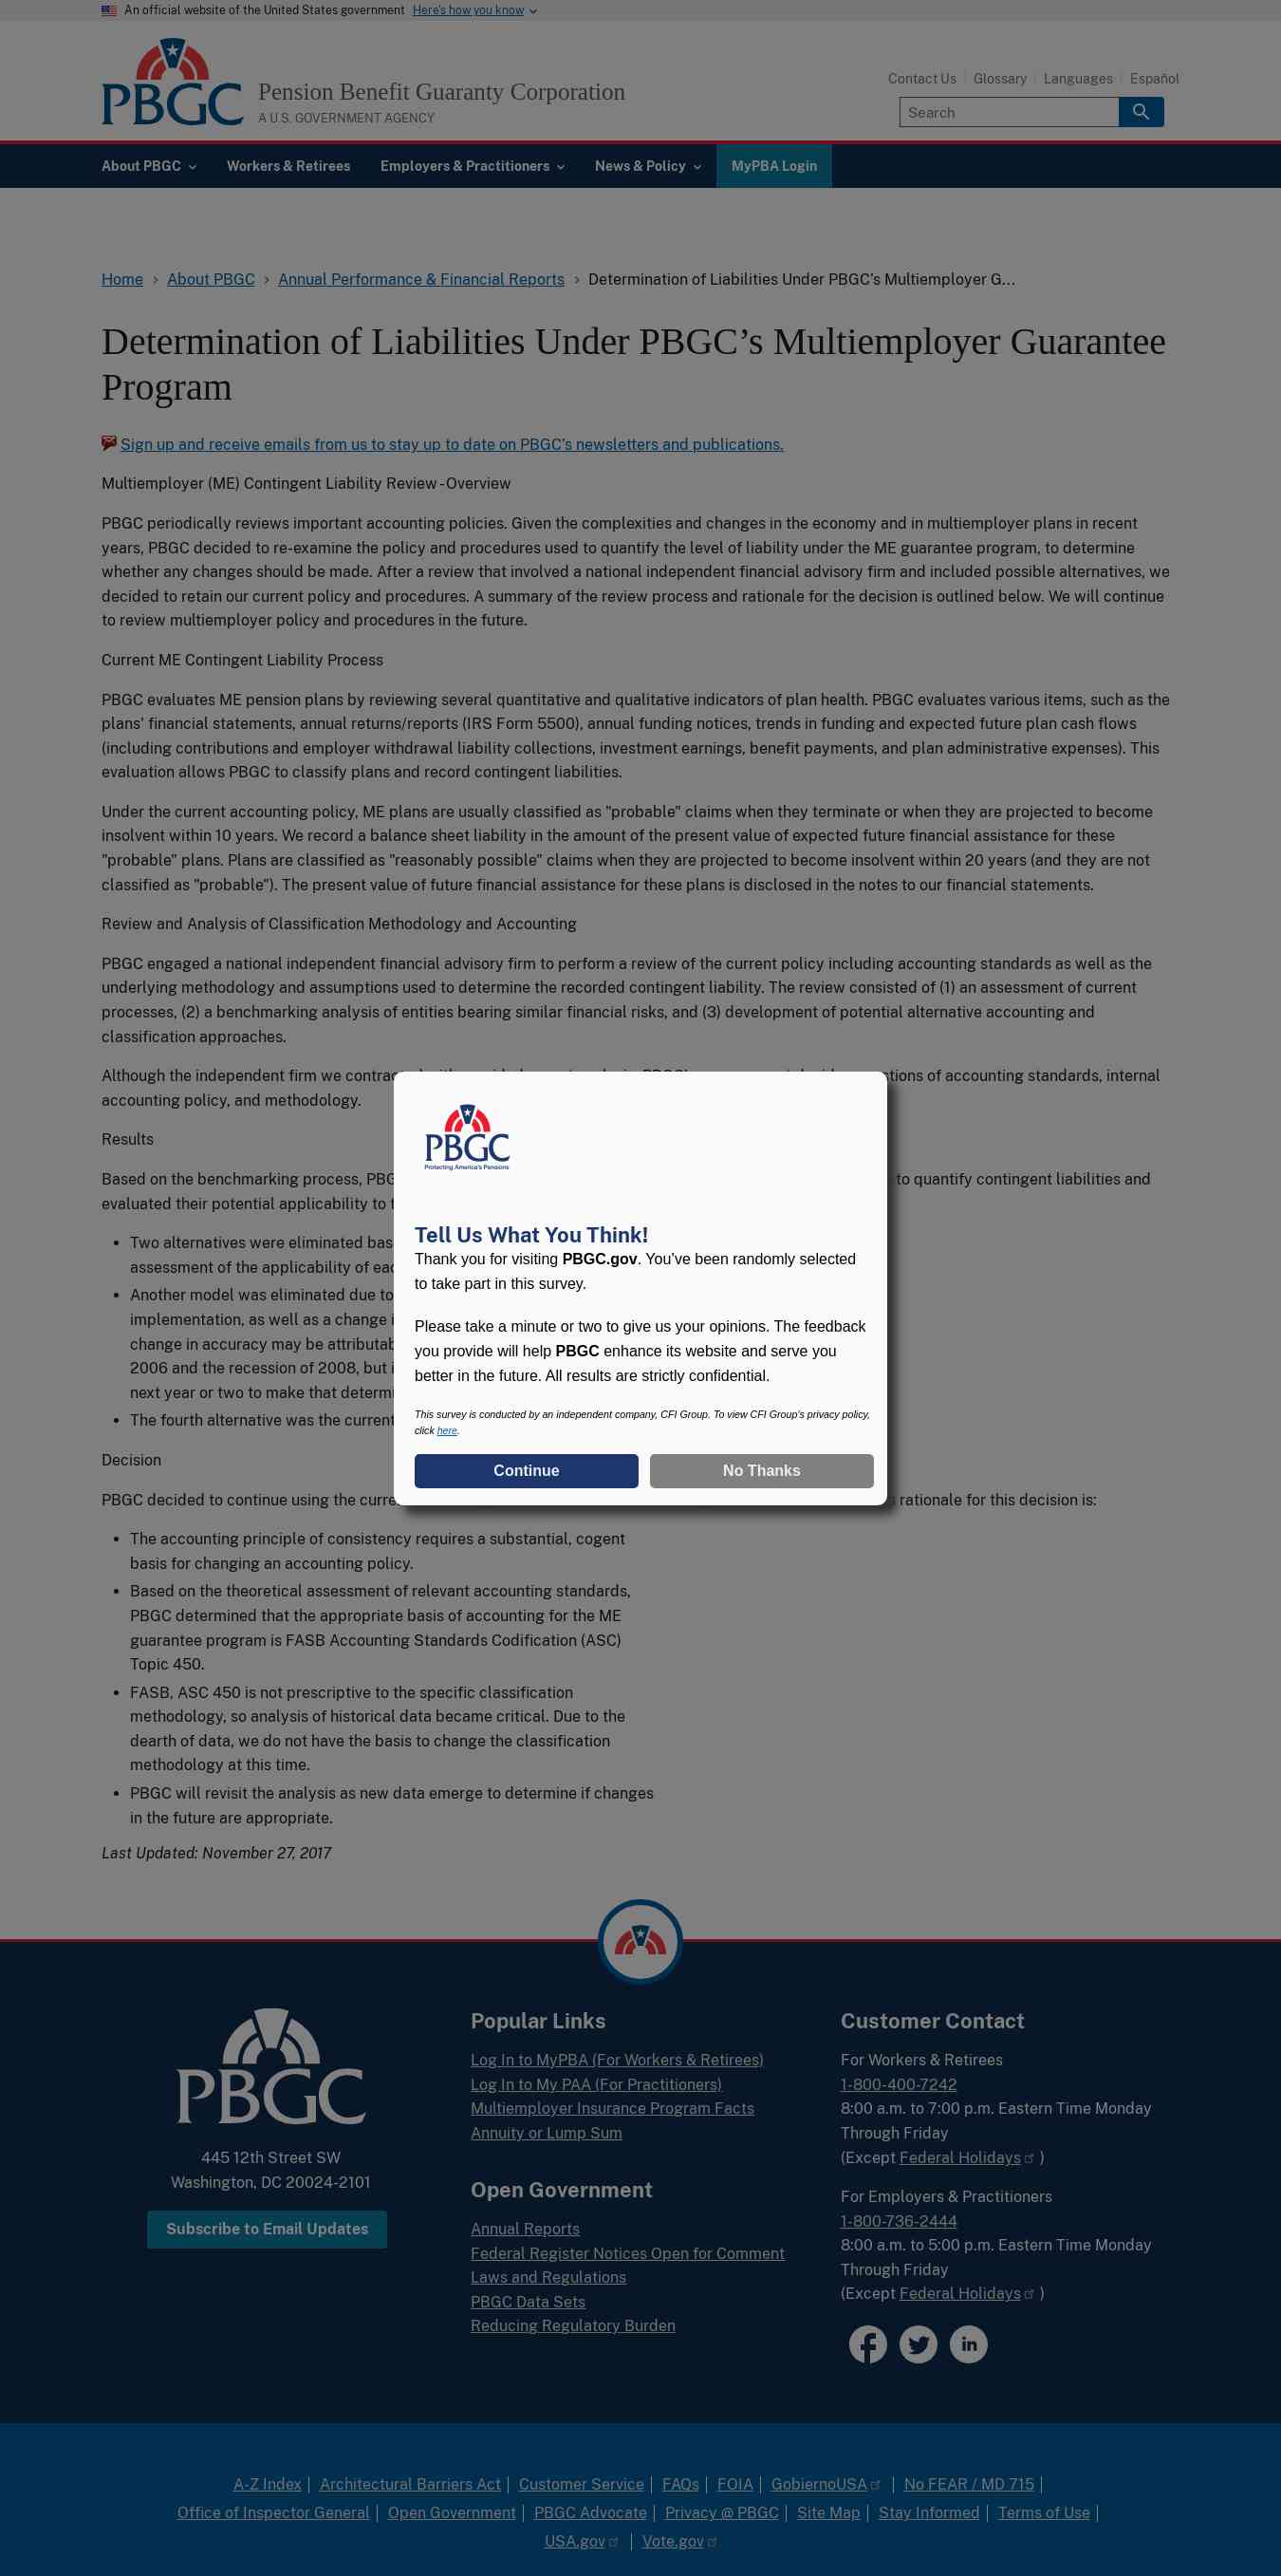 An official website of the United States government Here's how you know
PBGC
Pension Benefit Guaranty Corporation
A U.S. GOVERNMENT AGENCY
Contact Us Glossary Languages Español
Search
About PBGC Workers & Retirees Employers & Practitioners News & Policy MyPBA Login
Home About PBGC Annual Performance & Financial Reports Determination of Liabilities Under PBGC's Multiemployer G...
Determination of Liabilities Under PBGC’s Multiemployer Guarantee
Program
Sign up and receive emails from us to stay up to date on PBGC's newsletters and publications.
Multiemployer (ME) Contingent Liability Review - Overview
PBGC periodically reviews important accounting policies. Given the complexities and changes in the economy and in multiemployer plans in recent
years, PBGC decided to re-examine the policy and procedures used to quantify the level of liability under the ME guarantee program, to determine
whether any changes should be made. After a review that involved a national independent financial advisory firm and included possible alternatives, we
decided to retain our current policy and procedures. A summary of the review process and rationale for the decision is outlined below. We will continue
to review multiemployer policy and procedures in the future.
Current ME Contingent Liability Process
PBGC evaluates ME pension plans by reviewing several quantitative and qualitative indicators of plan health. PBGC evaluates various items, such as the
plans' financial statements, annual returns/reports (IRS Form 5500), annual funding notices, trends in funding and expected future plan cash flows
(including contributions and employer withdrawal liability collections, investment earnings, benefit payments, and plan administrative expenses). This
evaluation allows PBGC to classify plans and record contingent liabilities.
Under the current accounting policy, ME plans are usually classified as "probable" claims when they terminate or when they are projected to become
insolvent within 10 years. We record a balance sheet liability in the amount of the present value of expected future financial assistance for these
"probable" plans. Plans are classified as "reasonably possible" claims when they are projected to become insolvent within 20 years (and they are not
classified as "probable"). The present value of future financial assistance for these plans is disclosed in the notes to our financial statements.
Review and Analysis of Classification Methodology and Accounting
PBGC engaged a national independent financial advisory firm to perform a review of the current policy including accounting standards as well as the
underlying methodology and assumptions used to determine the recorded contingent liability. The review consisted of (1) an assessment of current
processes, (2) a benchmarking analysis of entities bearing similar financial risks, and (3) development of potential alternative accounting and
classification approaches.
Although the independent firm we of accounting standards, internal
accounting policy, and methodology.
Results
Based on the benchmarking process, to quantify contingent liabilities and
evaluated their potential applicability to
Two alternatives were eliminated
assessment of the applicability of
Another model was eliminated due to
implementation, as well as a change
change in accuracy may be
2006 and the recession of 2008, but
next year or two to make that
The fourth alternative was the current
Decision
PBGC decided to continue using the rationale for this decision is:
The accounting principle of consistency requires a substantial, cogent
basis for changing an accounting policy.
Based on the theoretical assessment of relevant accounting standards,
PBGC determined that the appropriate basis of accounting for the ME
guarantee program is FASB Accounting Standards Codification (ASC)
Topic 450.
FASB, ASC 450 is not prescriptive to the specific classification
methodology, so analysis of historical data became critical. Due to the
dearth of data, we do not have the basis to change the classification
methodology at this time.
PBGC will revisit the analysis as new data emerge to determine if changes
in the future are appropriate.
Last Updated: November 27, 2017
PBGC
Protecting America's Pensions
Tell Us What You Think!
Thank you for visiting PBGC.gov. You've been randomly selected
to take part in this survey.
Please take a minute or two to give us your opinions. The feedback
you provide will help PBGC enhance its website and serve you
better in the future. All results are strictly confidential.
This survey is conducted by an independent company, CFI Group. To view CFI Group's privacy policy,
click here.
Continue No Thanks
PBGC
445 12th Street SW
Washington, DC 20024-2101
Subscribe to Email Updates
Popular Links
Log In to MyPBA (For Workers & Retirees)
Log In to My PAA (For Practitioners)
Multiemployer Insurance Program Facts
Annuity or Lump Sum
Open Government
Annual Reports
Federal Register Notices Open for Comment
Laws and Regulations
PBGC Data Sets
Reducing Regulatory Burden
Customer Contact
For Workers & Retirees
1-800-400-7242
8:00 a.m. to 7:00 p.m. Eastern Time Monday
Through Friday
(Except Federal Holidays )
For Employers & Practitioners
1-800-736-2444
8:00 a.m. to 5:00 p.m. Eastern Time Monday
Through Friday
(Except Federal Holidays )
in
A-Z Index Architectural Barriers Act Customer Service FAQs FOIA GobiernoUSA No FEAR / MD 715
Office of Inspector General Open Government PBGC Advocate Privacy @ PBGC Site Map Stay Informed Terms of Use
USA.gov Vote.gov